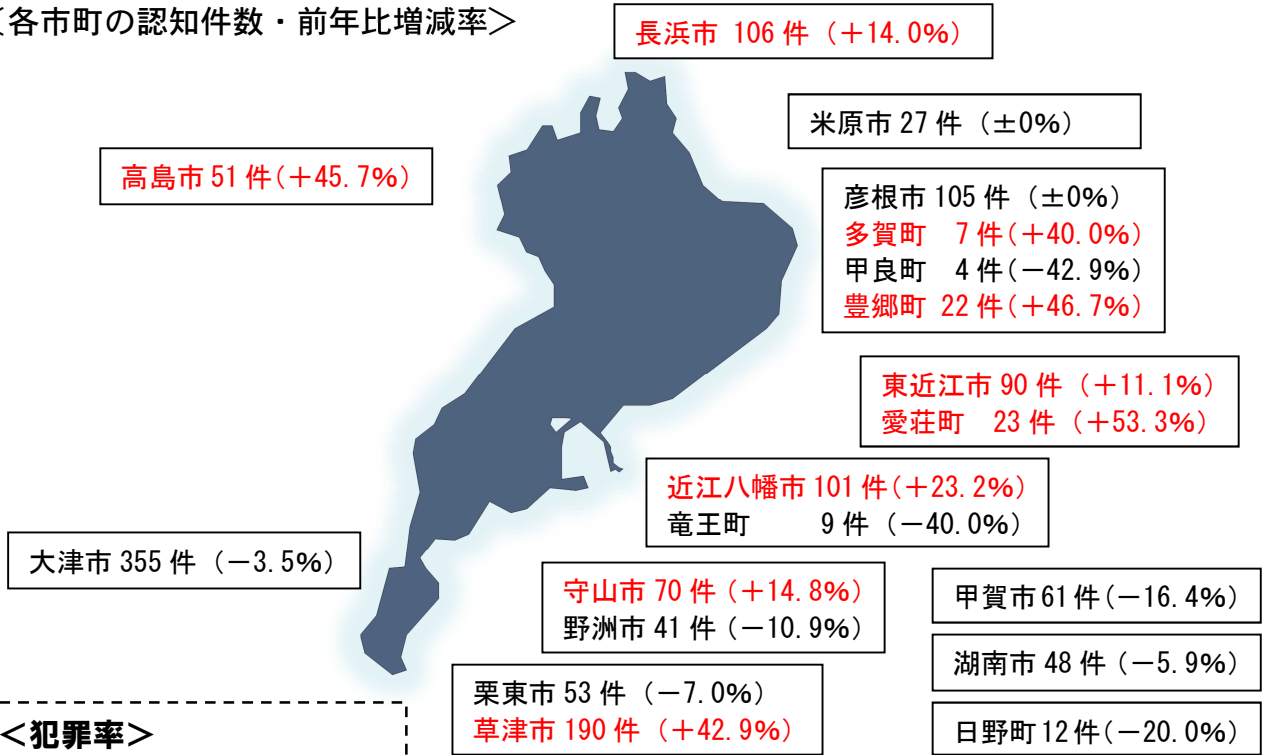 〈各市町の認知件数・前年比増減率＞
長浜市 106 件 （＋14.0%）
米原市 27 件 （±0%）
高島市 51 件（＋45.7%）
彦根市 105 件 （±0%）
多賀町 7 件（＋40.0%）
甲良町 4 件（－42.9%）
豊郷町 22 件（＋46.7%）
東近江市 90 件 （＋11.1%）
愛荘町 23 件 （＋53.3%）
近江八幡市 101 件（＋23.2%）
竜王町 9 件 （－40.0%）
大津市 355 件 （－3.5%）
守山市 70 件 （＋14.8%）
野洲市 41 件 （－10.9%）
甲賀市 61 件（－16.4%）
湖南市 48 件 （－5.9%）
栗東市 53 件 （－7.0%）
草津市 190 件 （＋42.9%）
日野町 12 件（－20.0%）
＜犯罪率＞